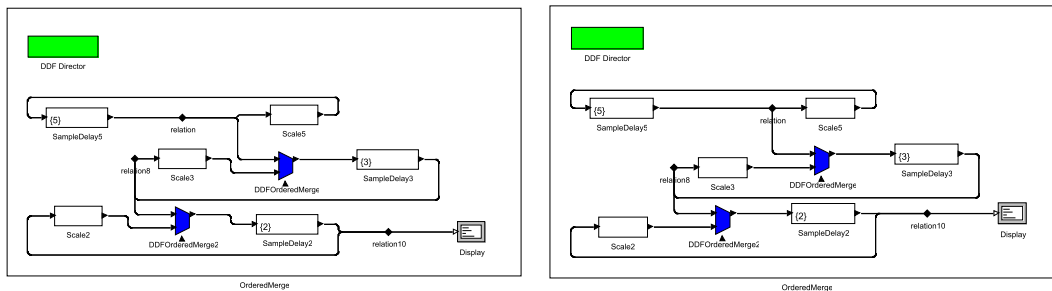 DDF Director
{5}
SampleDelay5
relation
Scale5
relation8
Scale3
DDFOrderedMerge
{3}
SampleDelay3
Scale2
DDFOrderedMerge2
{2}
SampleDelay2
relation10
Display
OrderedMerge
DDF Director
{5}
SampleDelay5
relation
Scale5
relation8
Scale3
DDFOrderedMerge
{3}
SampleDelay3
Scale2
DDFOrderedMerge2
{2}
SampleDelay2
relation10
Display
OrderedMerge